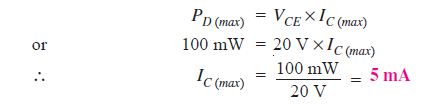 P_D (max) = V_CE × I_C (max)
or 100 mW = 20 V × I_C (max)
∴ I_C (max) = 100 mW / 20 V = 5 mA